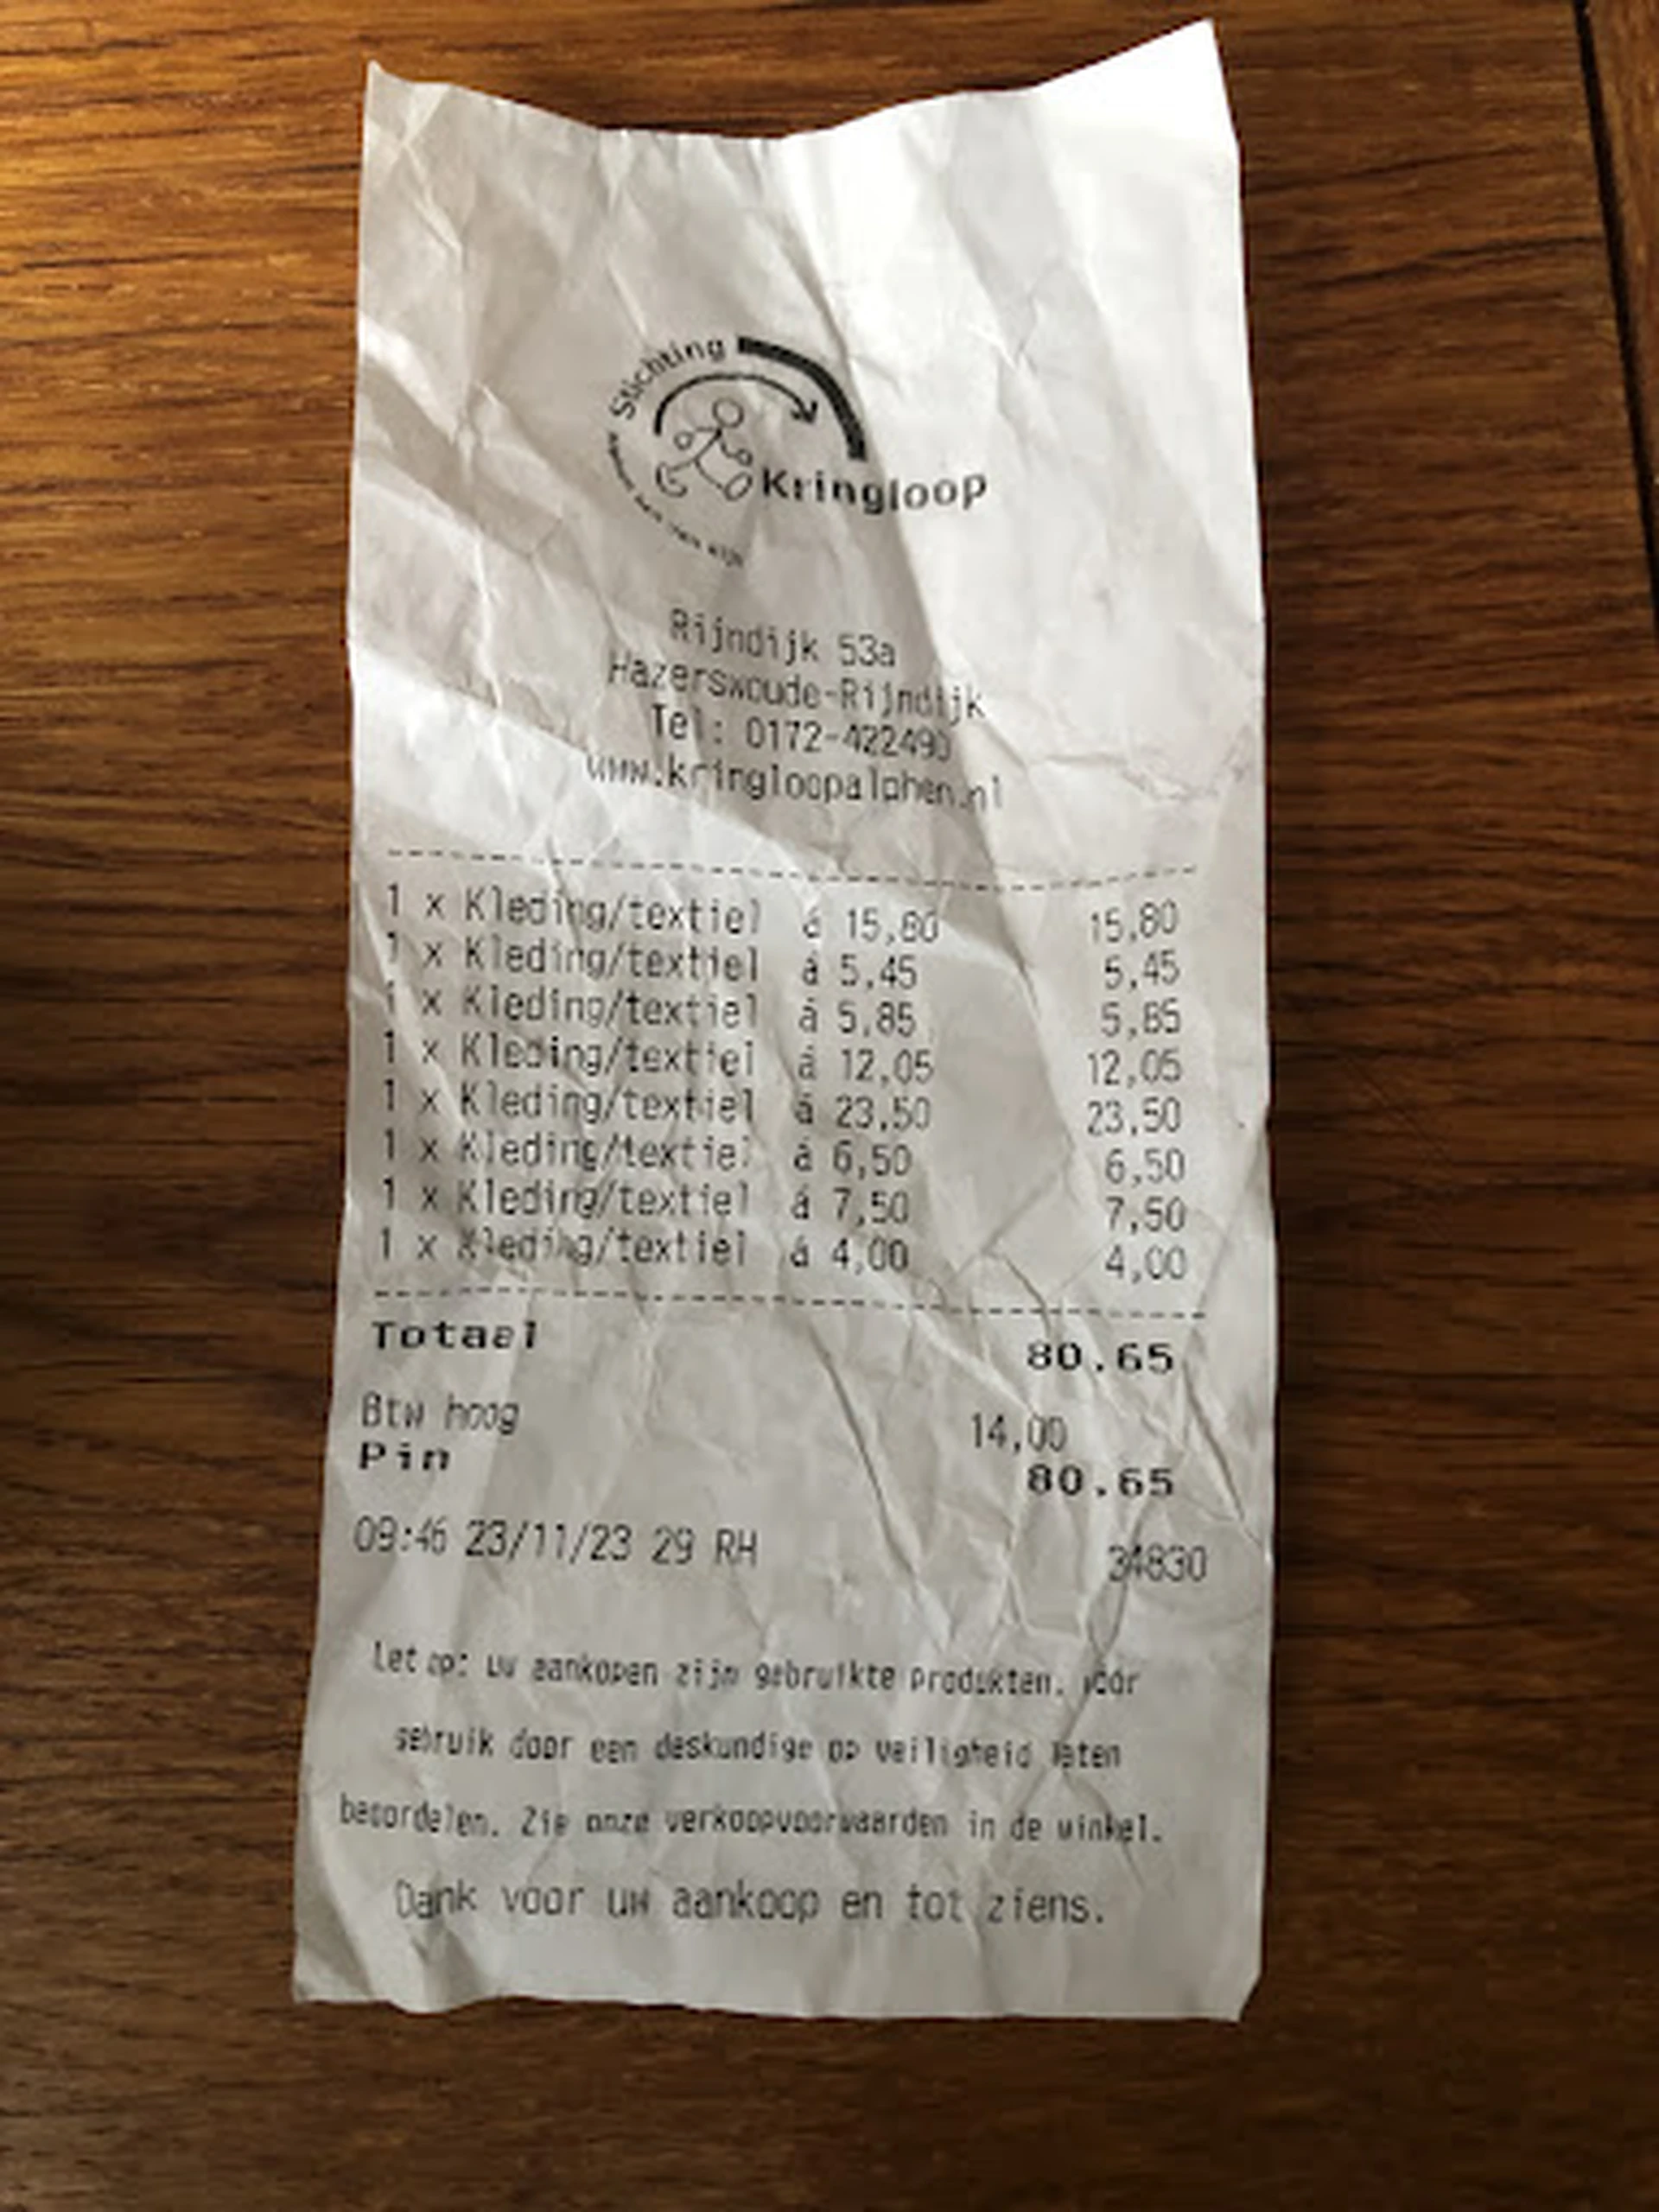 Stichting
Kringloop
Rijndijk 53a
Hazerswoude-Rijndijk
Tel: 0172-422490
www.kringloopalphen.nl
1 x Kleding/textiel á 15,80 15,80
1 x Kleding/textiel á 5,45 5,45
1 x Kleding/textiel á 5,85 5,85
1 x Kleding/textiel á 12,05 12,05
1 x Kleding/textiel á 23,50 23,50
1 x Kleding/textiel á 6,50 6,50
1 x Kleding/textiel á 7,50 7,50
1 x Kleding/textiel á 4,00 4,00
Totaal 80.65
Btw hoog 14,00
Pin 80.65
09:46 23/11/23 29 RH 34830
Let op: uw aankopen zijn gebruikte produkten. voor
gebruik door een deskundige op veiligheid laten
beoordelen. Zie onze verkoopvoorwaarden in de winkel.
Dank voor uw aankoop en tot ziens.